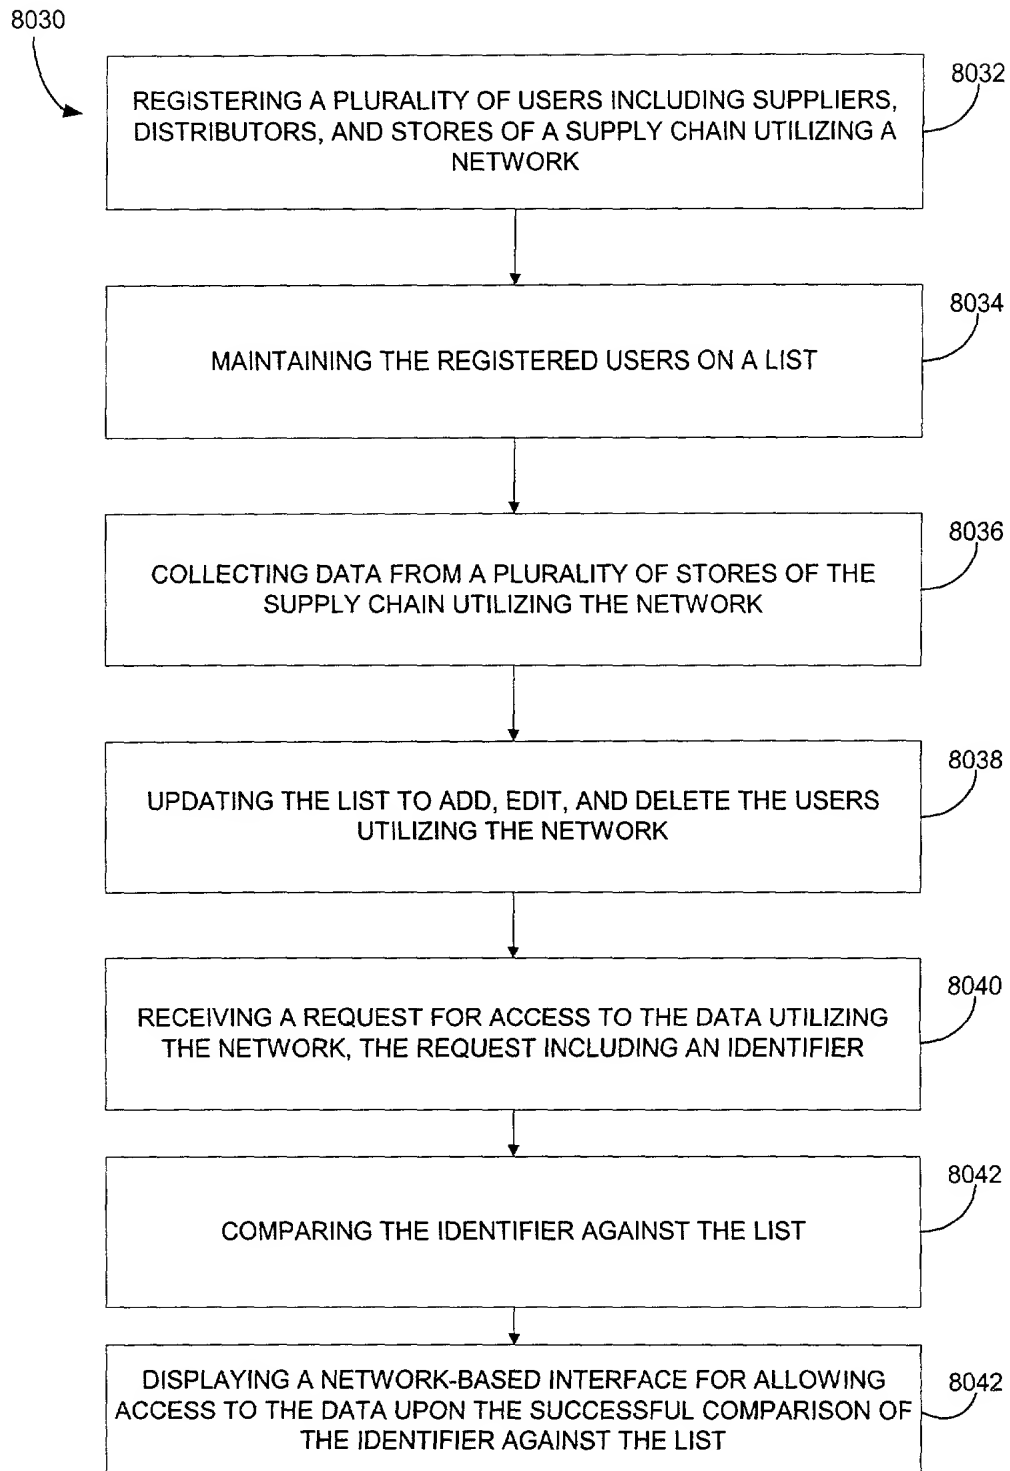 8030
8032
REGISTERING A PLURALITY OF USERS INCLUDING SUPPLIERS,
DISTRIBUTORS, AND STORES OF A SUPPLY CHAIN UTILIZING A
NETWORK
8034
MAINTAINING THE REGISTERED USERS ON A LIST
8036
COLLECTING DATA FROM A PLURALITY OF STORES OF THE
SUPPLY CHAIN UTILIZING THE NETWORK
8038
UPDATING THE LIST TO ADD, EDIT, AND DELETE THE USERS
UTILIZING THE NETWORK
8040
RECEIVING A REQUEST FOR ACCESS TO THE DATA UTILIZING
THE NETWORK, THE REQUEST INCLUDING AN IDENTIFIER
8042
COMPARING THE IDENTIFIER AGAINST THE LIST
8042
DISPLAYING A NETWORK-BASED INTERFACE FOR ALLOWING
ACCESS TO THE DATA UPON THE SUCCESSFUL COMPARISON OF
THE IDENTIFIER AGAINST THE LIST